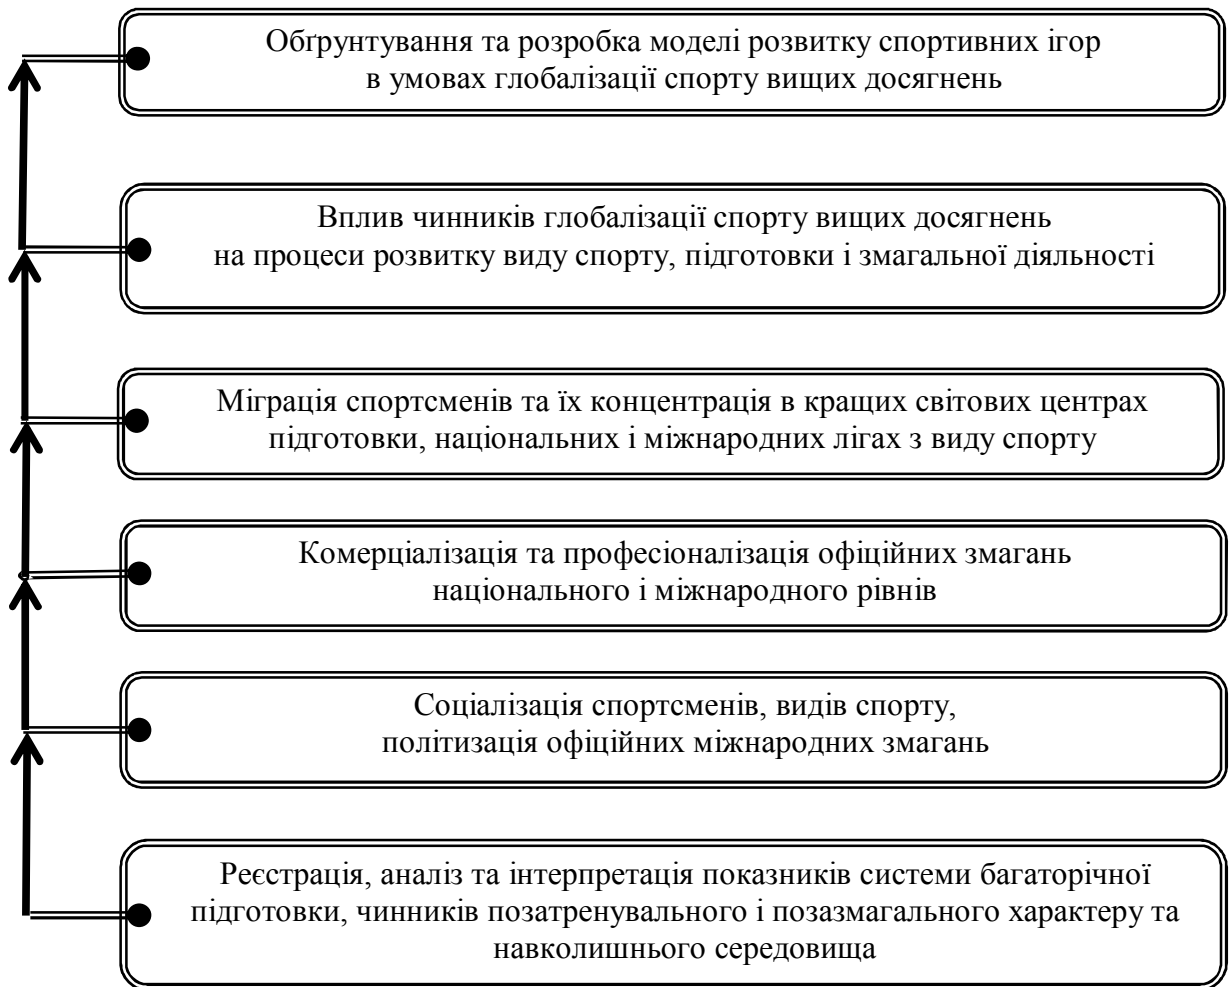 Обґрунтування та розробка моделі розвитку спортивних ігор
в умовах глобалізації спорту вищих досягнень
Вплив чинників глобалізації спорту вищих досягнень
на процеси розвитку виду спорту, підготовки і змагальної діяльності
Міграція спортсменів та їх концентрація в кращих світових центрах
підготовки, національних і міжнародних лігах з виду спорту
Комерціалізація та професіоналізація офіційних змагань
національного і міжнародного рівнів
Соціалізація спортсменів, видів спорту,
політизація офіційних міжнародних змагань
Реєстрація, аналіз та інтерпретація показників системи багаторічної
підготовки, чинників позатренувального і позазмагального характеру та
навколишнього середовища